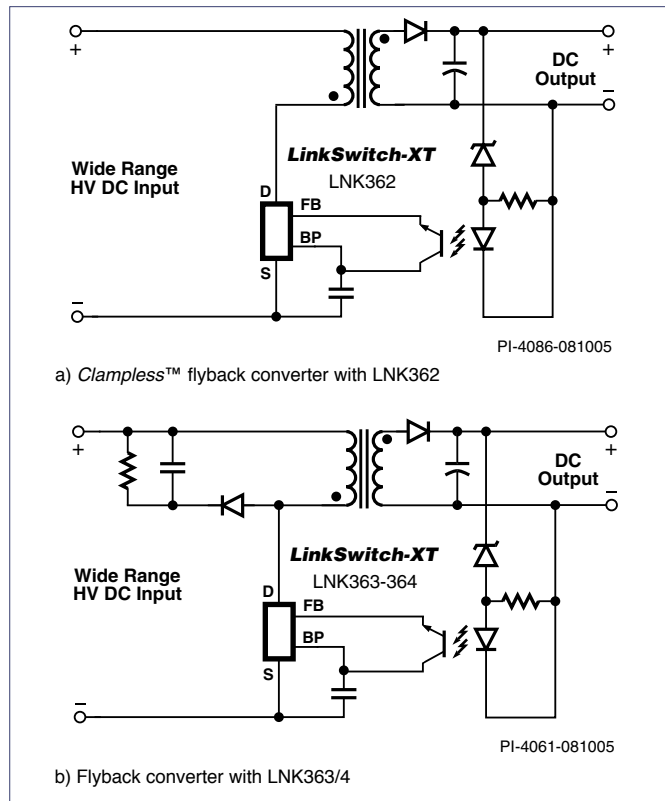 +
+
DC
Output
−
Wide Range
HV DC Input
LinkSwitch-XT
LNK362
D
FB
BP
S
−
PI-4086-081005
a) Clampless™ flyback converter with LNK362
+
+
DC
Output
−
Wide Range
HV DC Input
LinkSwitch-XT
LNK363-364
D
FB
BP
S
−
PI-4061-081005
b) Flyback converter with LNK363/4